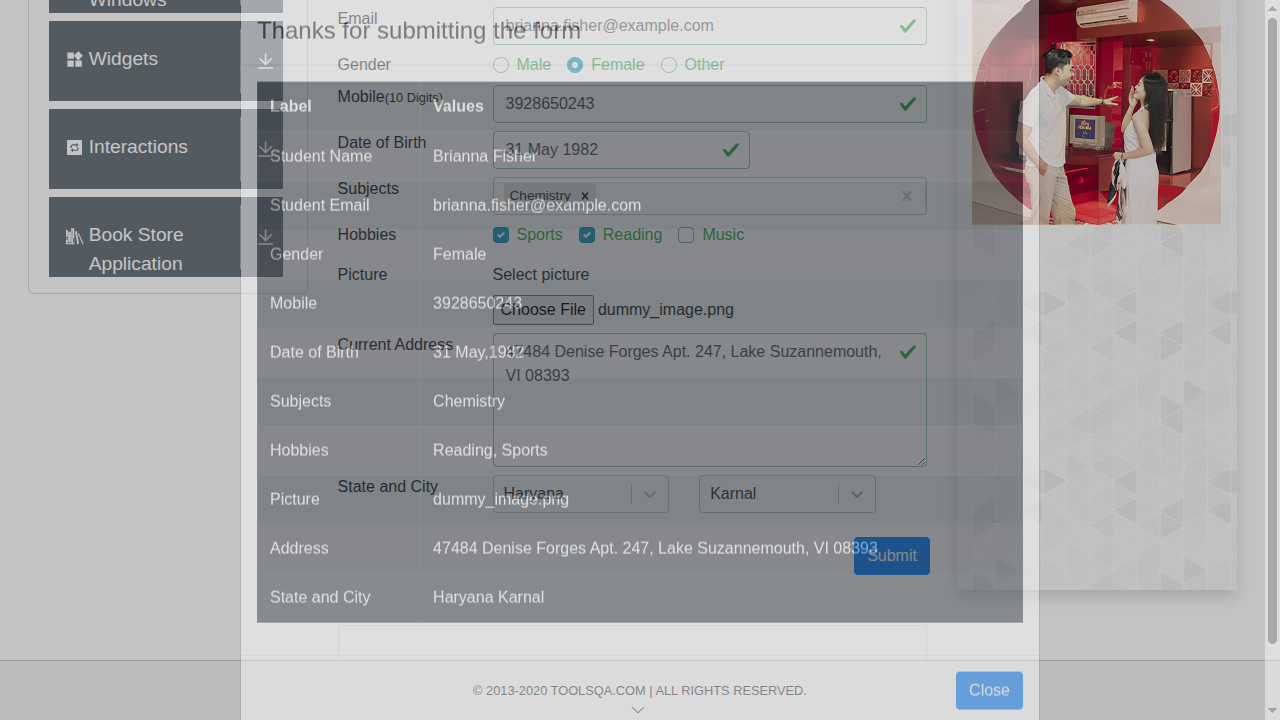 Windows
Widgets
Interactions
Book Store
Application
Thanks for submitting the form
Label Values
Student Name Brianna Fisher
Student Email brianna.fisher@example.com
Gender Female
Mobile 3928650243
Date of Birth 31 May,1982
Subjects Chemistry
Hobbies Reading, Sports
Picture dummy_image.png
Address 47484 Denise Forges Apt. 247, Lake Suzannemouth, VI 08393
State and City Haryana Karnal
Close
Email brianna.fisher@example.com
Gender Male Female Other
Mobile(10 Digits) 3928650243
Date of Birth 31 May 1982
Subjects Chemistry
Hobbies Sports Reading Music
Picture Select picture
Choose File dummy_image.png
Current Address 47484 Denise Forges Apt. 247, Lake Suzannemouth,
VI 08393
State and City Haryana Karnal
Submit
© 2013-2020 TOOLSQA.COM | ALL RIGHTS RESERVED.